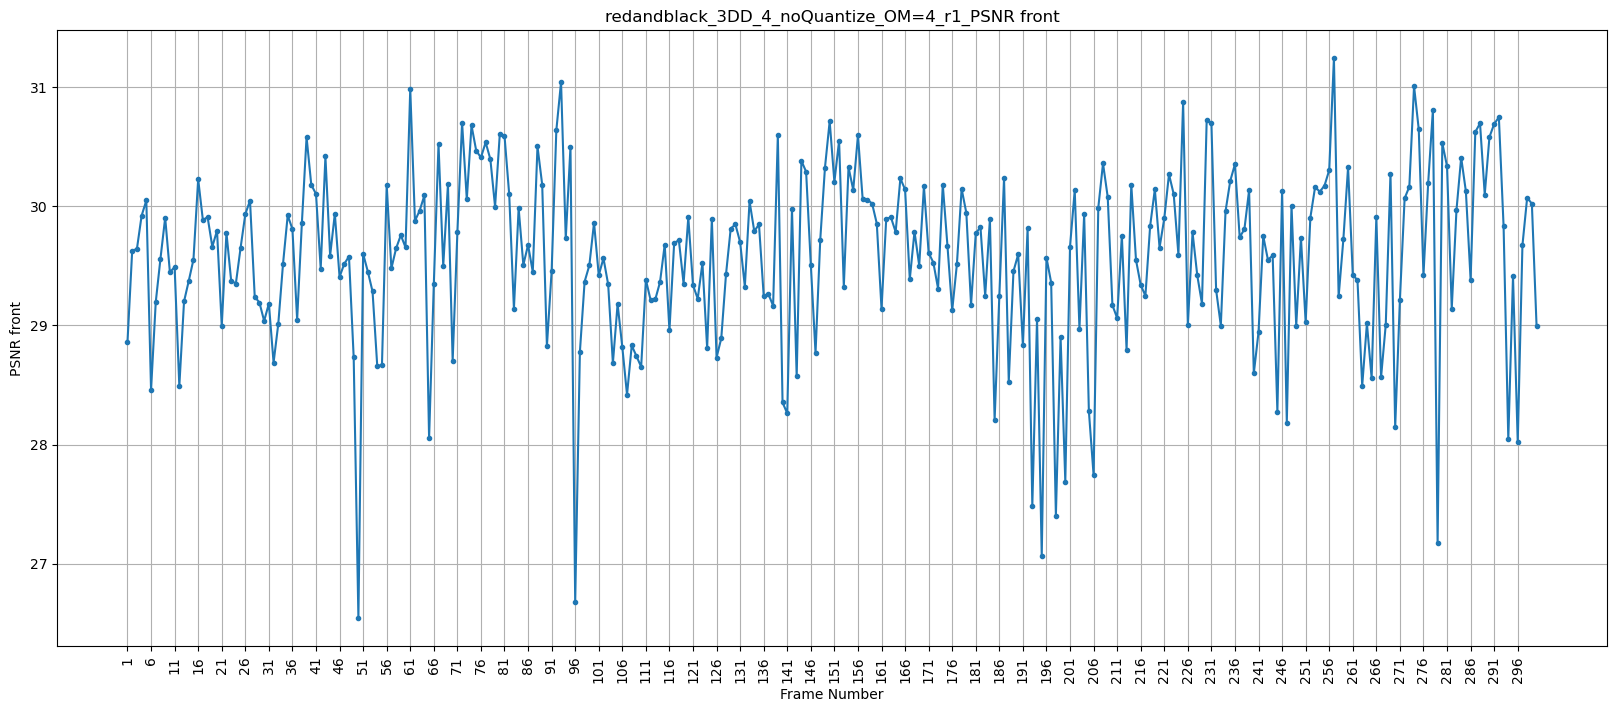 redandblack_3DD_4_noQuantize_OM=4_r1_PSNR front
31
30
29
28
27
PSNR front
1 6 11 16 21 26 31 36 41 46 51 56 61 66 71 76 81 86 91 96 101 106 111 116 121 126 131 136 141 146 151 156 161 166 171 176 181 186 191 196 201 206 211 216 221 226 231 236 241 246 251 256 261 266 271 276 281 286 291 296
Frame Number